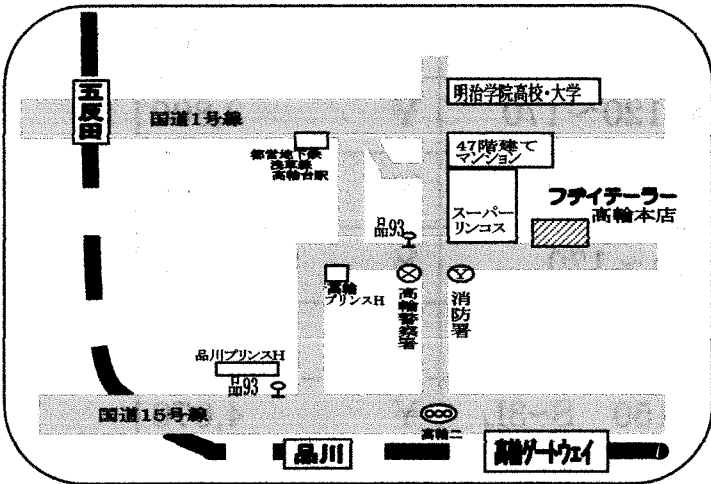 五反田
国道1号線
明治学院高校・大学
都営地下鉄
浅草線
高輪台駅
47階建て
マンション
フヂイテーラー
高輪本店
スーパー
リンコス
品93
高輪
プリンスH
高輪警察署
消防署
品川プリンスH
品93
国道15号線
高輪二
品川
高輪ゲートウェイ